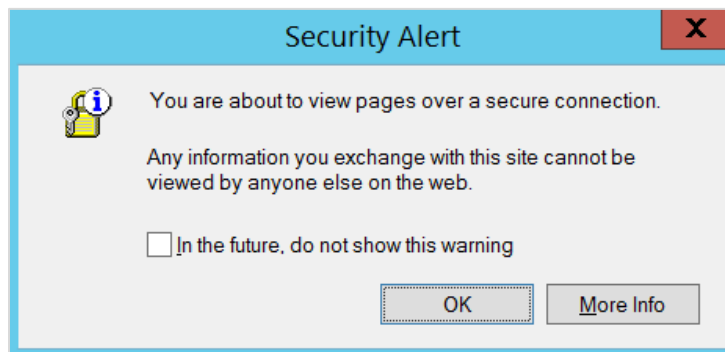 Security Alert
X
You are about to view pages over a secure connection.
Any information you exchange with this site cannot be
viewed by anyone else on the web.
In the future, do not show this warning
OK
More Info